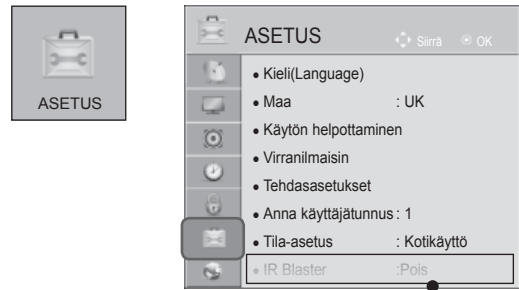 ASETUS
ASETUS Siirrä OK
• Kieli(Language)
• Maa : UK
• Käytön helpottaminen
• Virranilmaisin
• Tehdasasetukset
• Anna käyttäjätunnus : 1
• Tila-asetus : Kotikäyttö
• IR Blaster :Pois